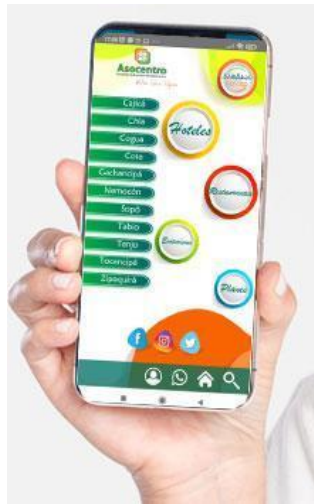 Asocentro
Cajicá
Chía
Cogua
Cota
Gachancipá
Nemocón
Sopó
Tabio
Tenjo
Tocancipá
Zipaquirá
Hoteles
Restaurantes
Planes